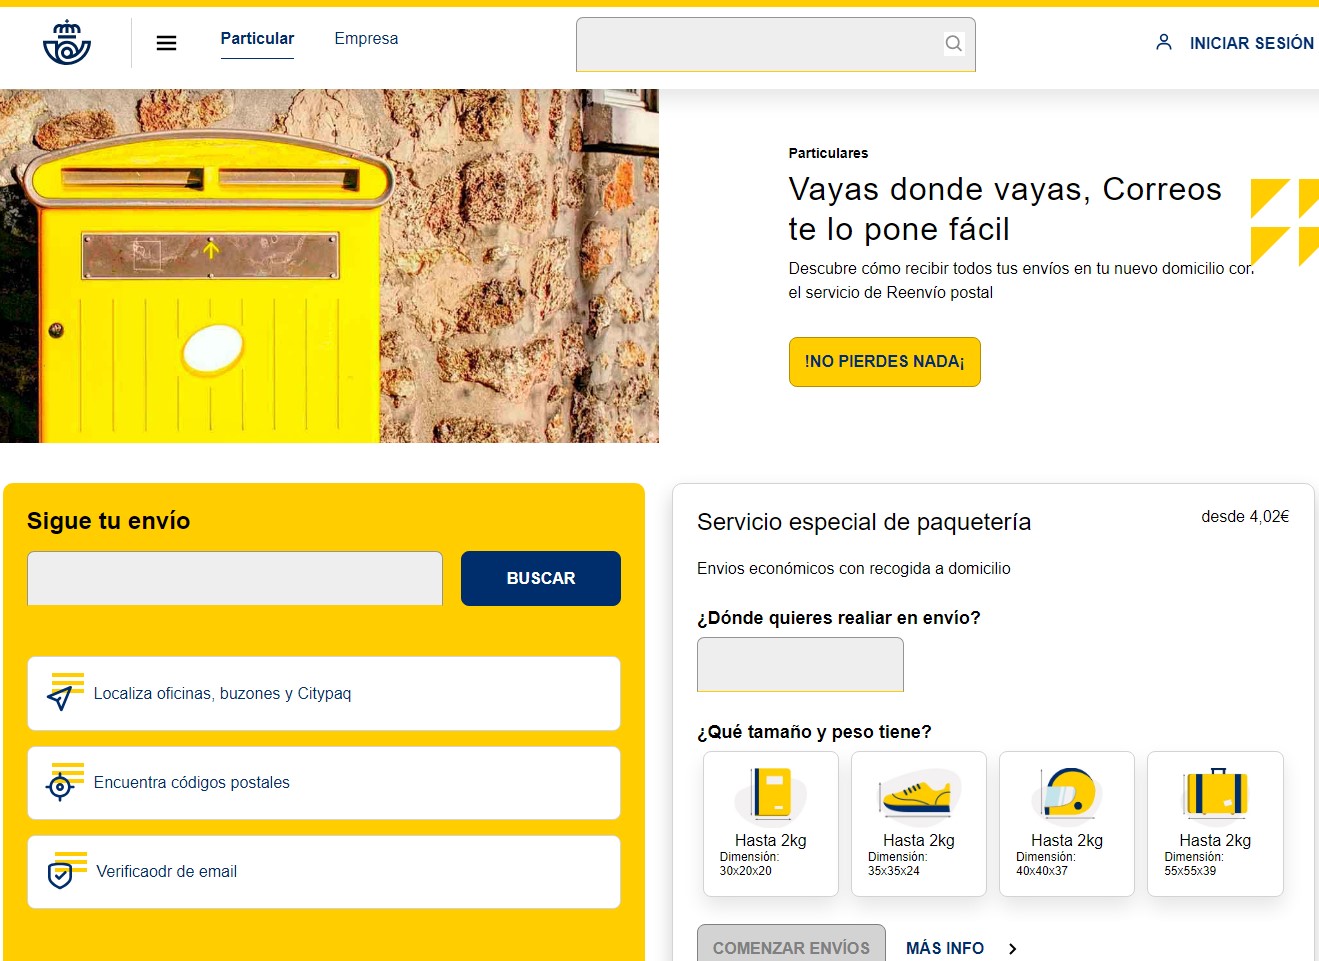 Particular
Empresa
INICIAR SESIÓN
Particulares
Vayas donde vayas, Correos
te lo pone fácil
Descubre cómo recibir todos tus envíos en tu nuevo domicilio con
el servicio de Reenvío postal
!NO PIERDES NADA¡
Sigue tu envío
BUSCAR
Localiza oficinas, buzones y Citypaq
Encuentra códigos postales
Verificaodr de email
Servicio especial de paquetería
desde 4,02€
Envios económicos con recogida a domicilio
¿Dónde quieres realiar en envío?
¿Qué tamaño y peso tiene?
Hasta 2kg
Dimensión:
30x20x20
Hasta 2kg
Dimensión:
35x35x24
Hasta 2kg
Dimensión:
40x40x37
Hasta 2kg
Dimensión:
55x55x39
COMENZAR ENVÍOS
MÁS INFO